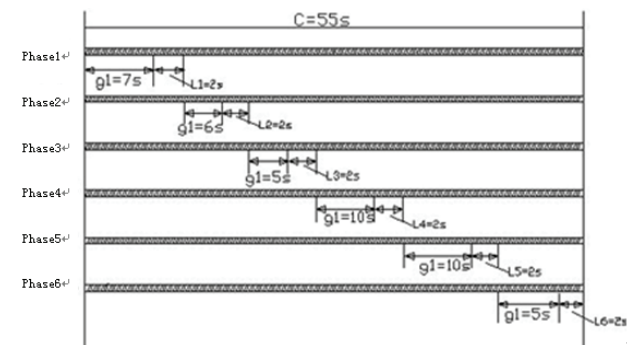 C=55s
Phase1
g1=7s
L1=2s
Phase2
g1=6s
L2=2s
Phase3
g1=5s
L3=2s
Phase4
g1=10s
L4=2s
Phase5
g1=10s
L5=2s
Phase6
g1=5s
L6=2s